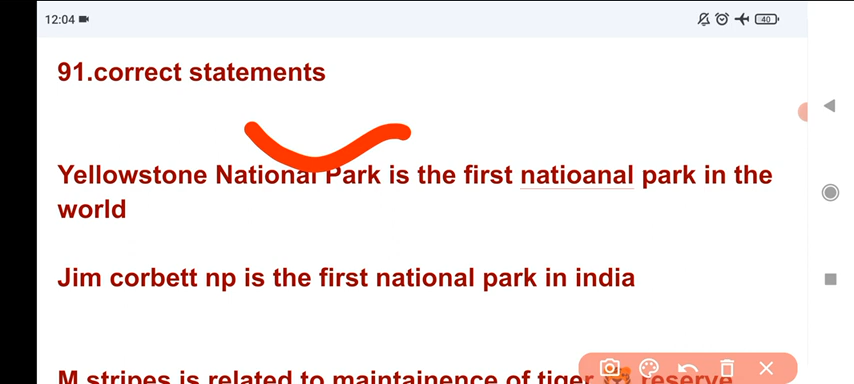 12:04
40
91.correct statements
Yellowstone National Park is the first natioanal park in the
world
Jim corbett np is the first national park in india
M stripes is related to maintainence of tiger reserve